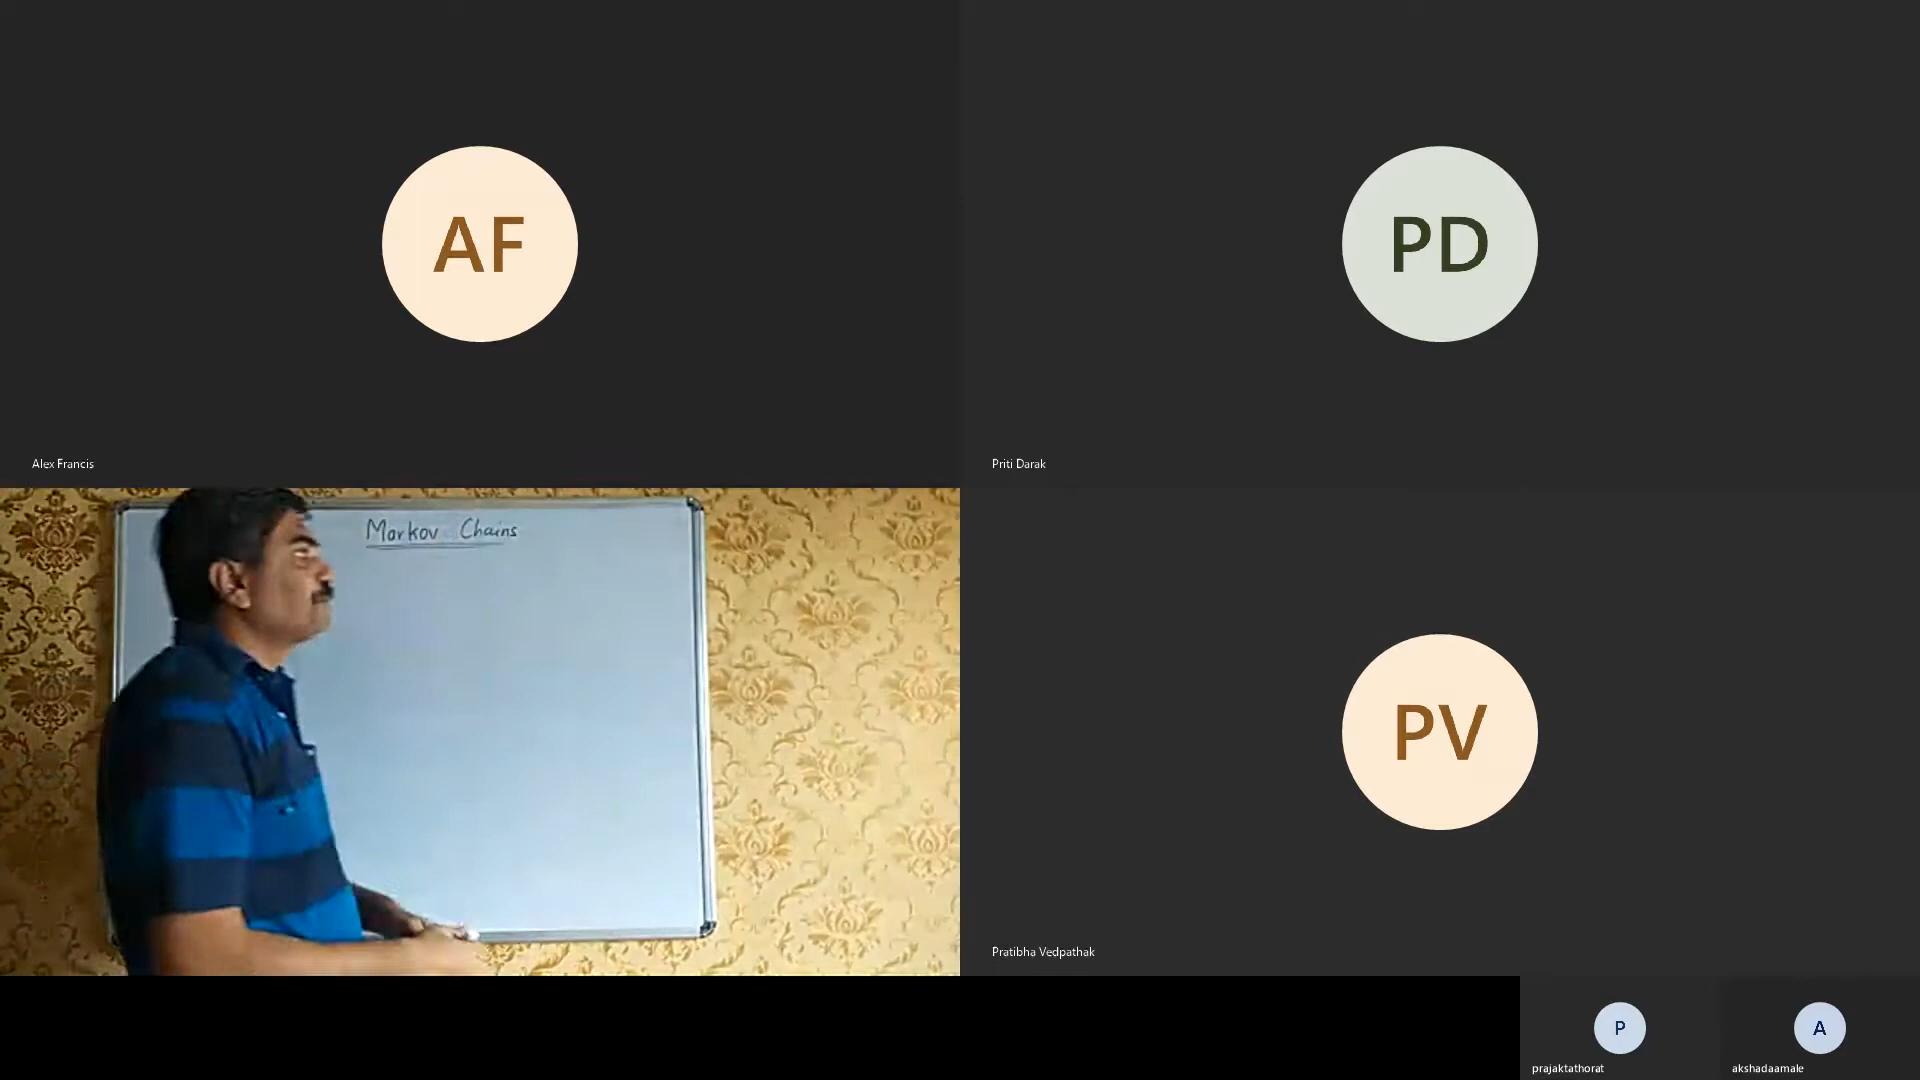 AF
PD
Alex Francis
Priti Darak
Markov Chains
PV
Pratibha Vedpathak
P
A
prajaktathorat
akshadaamale